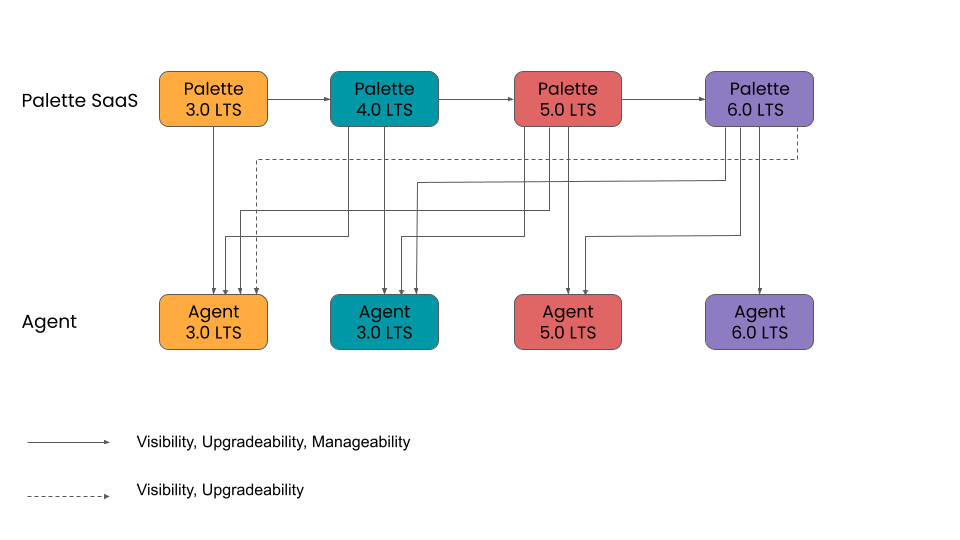 Palette SaaS
Palette
3.0 LTS
Palette
4.0 LTS
Palette
5.0 LTS
Palette
6.0 LTS
Agent
Agent
3.0 LTS
Agent
3.0 LTS
Agent
5.0 LTS
Agent
6.0 LTS
Visibility, Upgradeability, Manageability
Visibility, Upgradeability